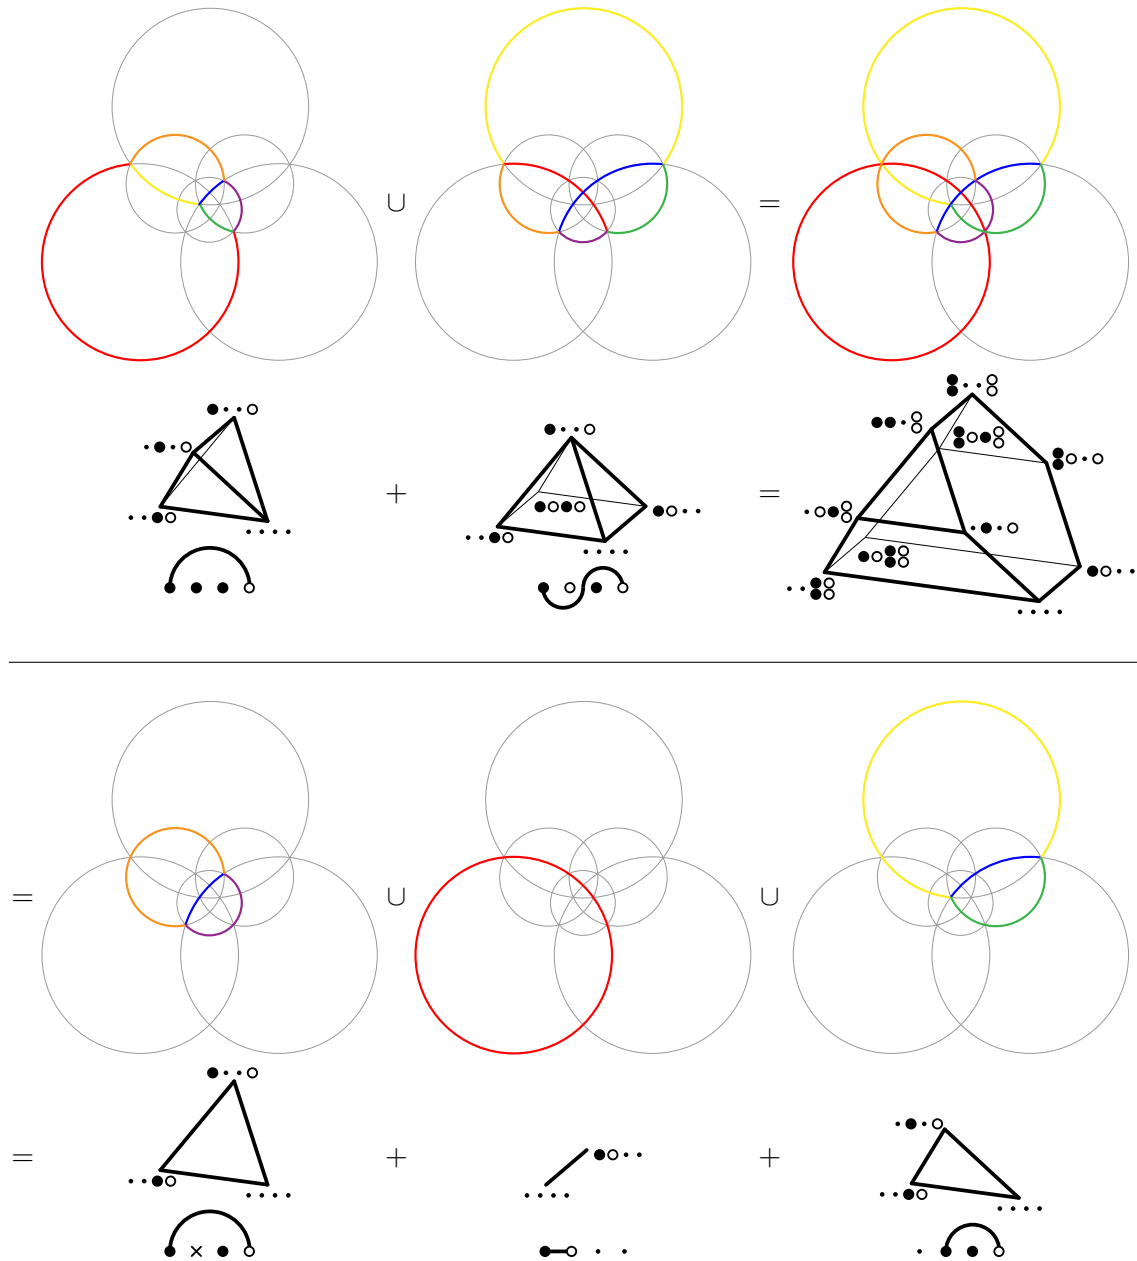 ∪ =
+ =
= ∪ ∪
= + +